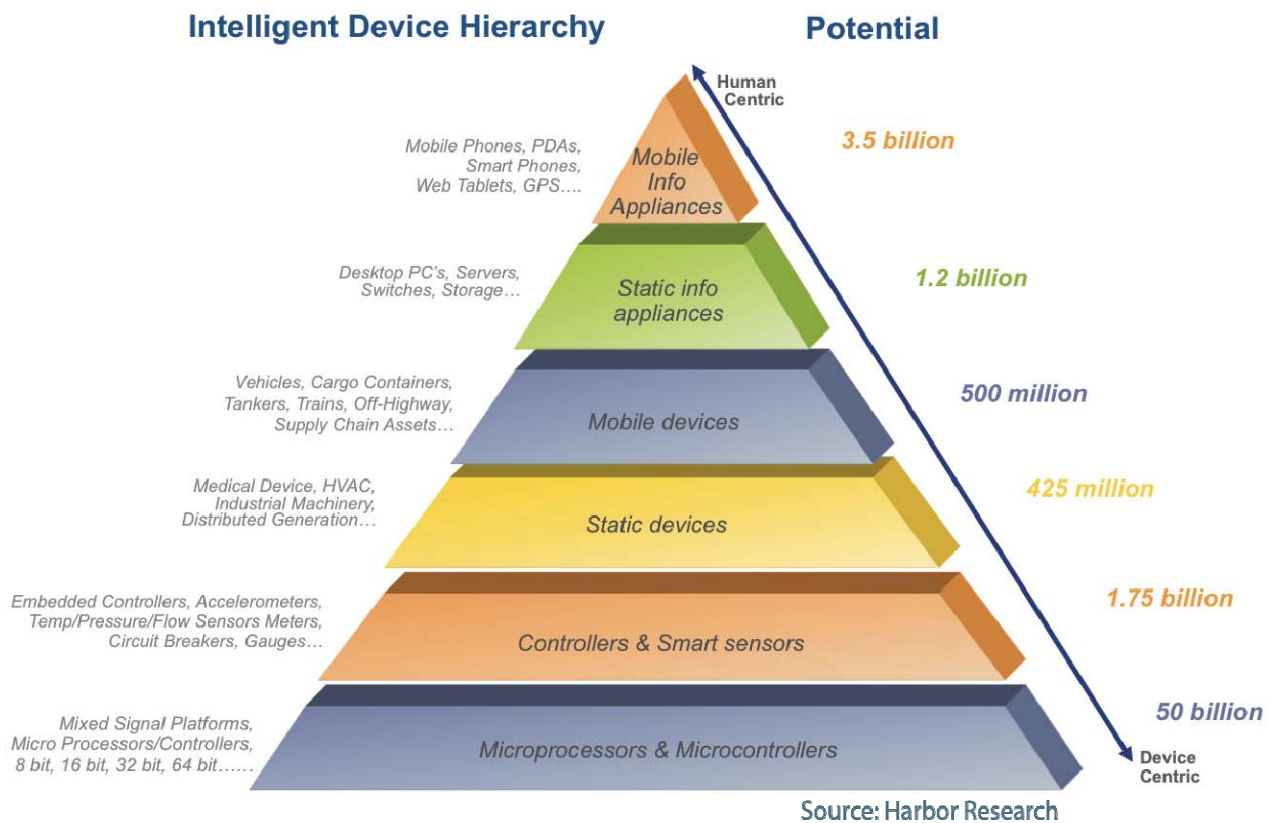 Intelligent Device Hierarchy
Potential
Human
Centric
Mobile Phones, PDAs,
Smart Phones,
Web Tablets, GPS....
Mobile
Info
Appliances
3.5 billion
Desktop PC's, Servers,
Switches, Storage...
Static info
appliances
1.2 billion
Vehicles, Cargo Containers,
Tankers, Trains, Off-Highway,
Supply Chain Assets...
Mobile devices
500 million
Medical Device, HVAC,
Industrial Machinery,
Distributed Generation...
Static devices
425 million
Embedded Controllers, Accelerometers,
Temp/Pressure/Flow Sensors Meters,
Circuit Breakers, Gauges...
Controllers & Smart sensors
1.75 billion
Mixed Signal Platforms,
Micro Processors/Controllers,
8 bit, 16 bit, 32 bit, 64 bit......
Microprocessors & Microcontrollers
50 billion
Device
Centric
Source: Harbor Research